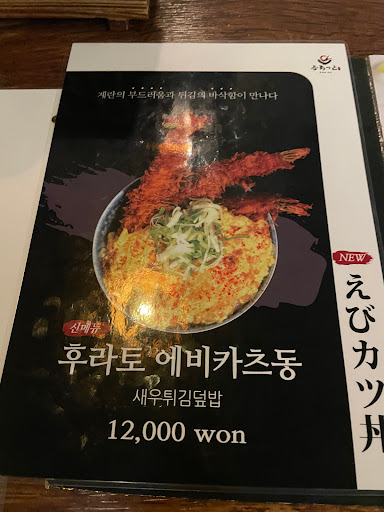 계란의 부드러움과 튀김의 바삭함이 만나다
신메뉴
후라토 에비카츠동
새우튀김덮밥
12,000 won
NEW
えびカツ丼